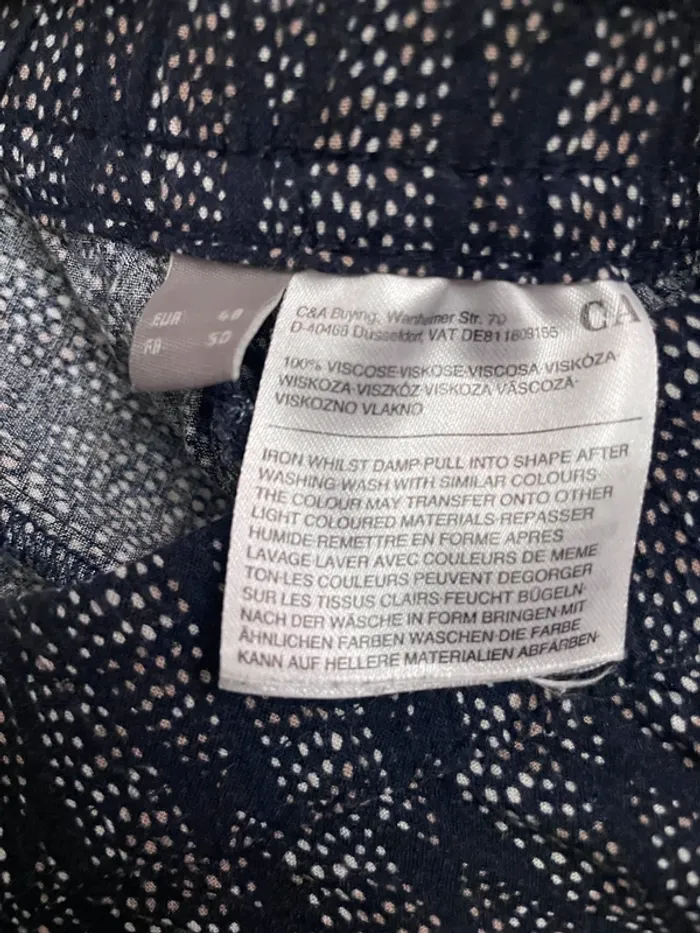 EUR 48
FR 50
C&A Buying, Wanheimer Str. 70
D-40468 Düsseldorf, VAT DE811809155
CA
100% VISCOSE·VISKOSE·VISCOSA·VISKÓZA·
WISKOZA·VISZKÓZ·VISKOZA·VÂSCOZĂ·
VISKOZNO VLAKNO
IRON WHILST DAMP·PULL INTO SHAPE AFTER
WASHING·WASH WITH SIMILAR COLOURS·
THE COLOUR MAY TRANSFER ONTO OTHER
LIGHT COLOURED MATERIALS·REPASSER
HUMIDE·REMETTRE EN FORME APRES
LAVAGE·LAVER AVEC COULEURS DE MEME
TON·LES COULEURS PEUVENT DEGORGER
SUR LES TISSUS CLAIRS·FEUCHT BÜGELN·
NACH DER WÄSCHE IN FORM BRINGEN·MIT
ÄHNLICHEN FARBEN WASCHEN·DIE FARBE
KANN AUF HELLERE MATERIALIEN ABFÄRBEN·